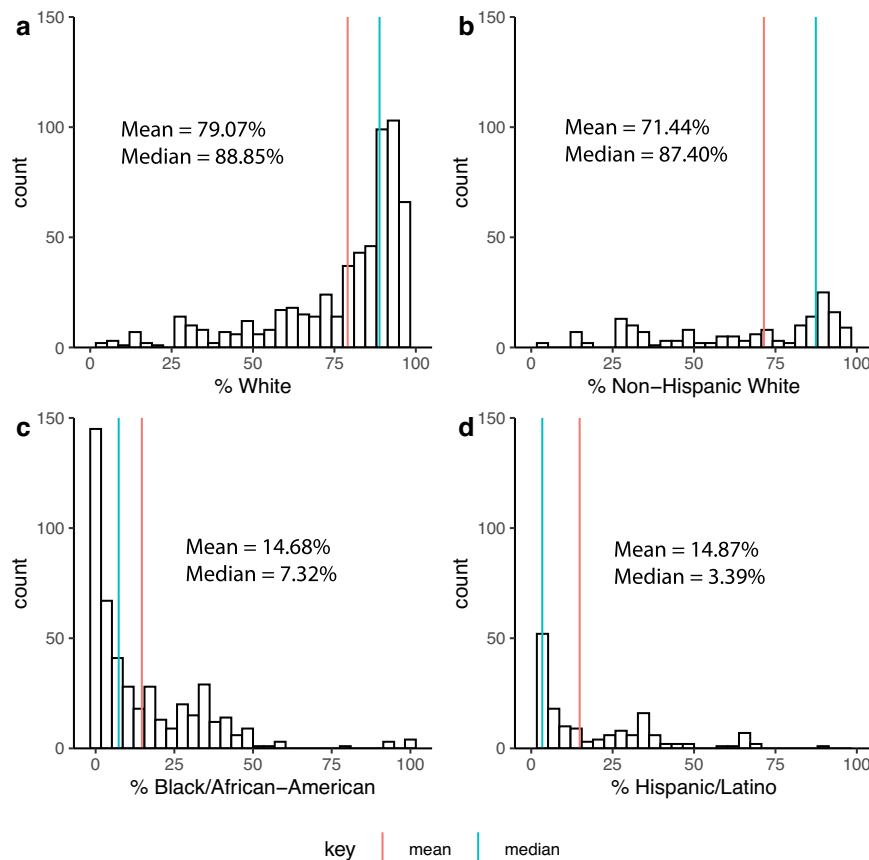 a
150
100
50
0
count
Mean = 79.07%
Median = 88.85%
0 25 50 75 100
% White
b
150
100
50
0
count
Mean = 71.44%
Median = 87.40%
0 25 50 75 100
% Non−Hispanic White
c
150
100
50
0
count
Mean = 14.68%
Median = 7.32%
0 25 50 75 100
% Black/African−American
d
150
100
50
0
count
Mean = 14.87%
Median = 3.39%
0 25 50 75 100
% Hispanic/Latino
key mean median